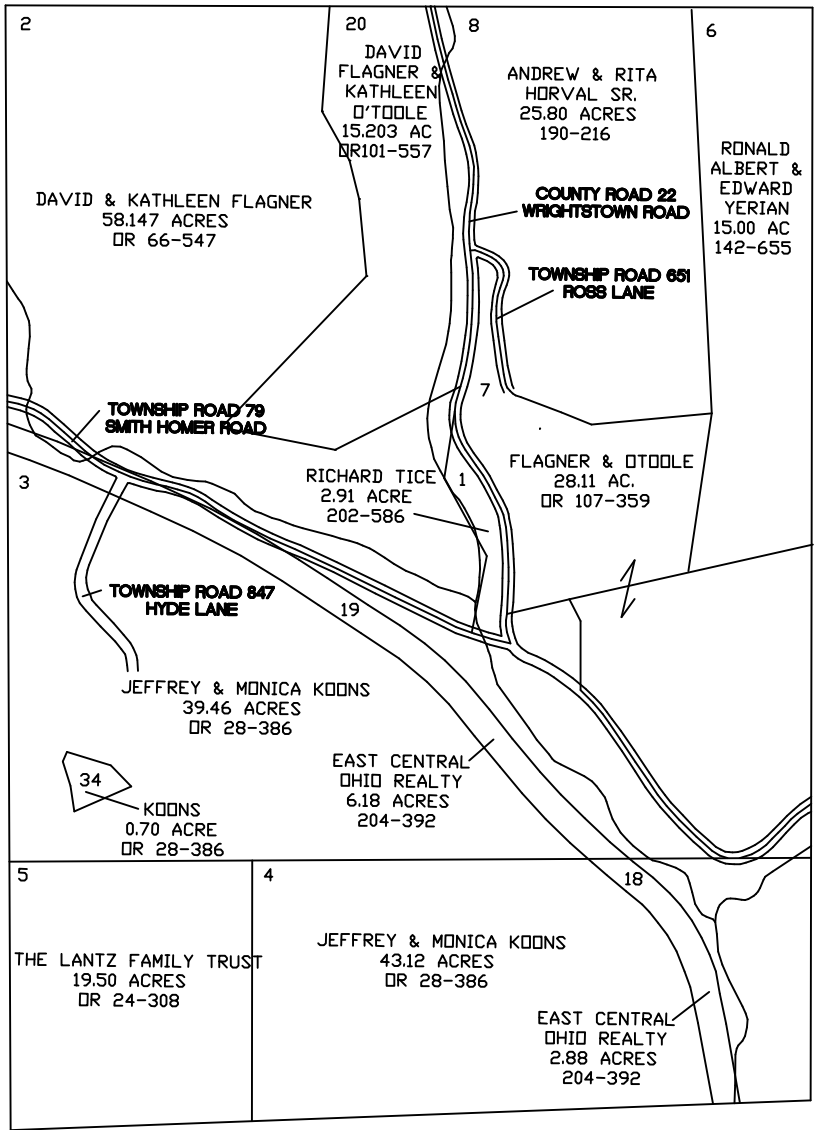 2
20
8
6
DAVID
FLAGNER &
KATHLEEN
O'TOOLE
15.203 AC
OR101-557
ANDREW & RITA
HORVAL SR.
25.80 ACRES
190-216
RONALD
ALBERT &
EDWARD
YERIAN
15.00 AC
142-655
DAVID & KATHLEEN FLAGNER
58.147 ACRES
OR 66-547
COUNTY ROAD 22
WRIGHTSTOWN ROAD
TOWNSHIP ROAD 651
ROSS LANE
7
TOWNSHIP ROAD 79
SMITH HOMER ROAD
3
RICHARD TICE
2.91 ACRE
202-586
1
FLAGNER & OTOOLE
28.11 AC.
OR 107-359
TOWNSHIP ROAD 847
HYDE LANE
19
JEFFREY & MONICA KOONS
39.46 ACRES
OR 28-386
34
KOONS
0.70 ACRE
OR 28-386
EAST CENTRAL
OHIO REALTY
6.18 ACRES
204-392
5
4
18
THE LANTZ FAMILY TRUST
19.50 ACRES
OR 24-308
JEFFREY & MONICA KOONS
43.12 ACRES
OR 28-386
EAST CENTRAL
OHIO REALTY
2.88 ACRES
204-392